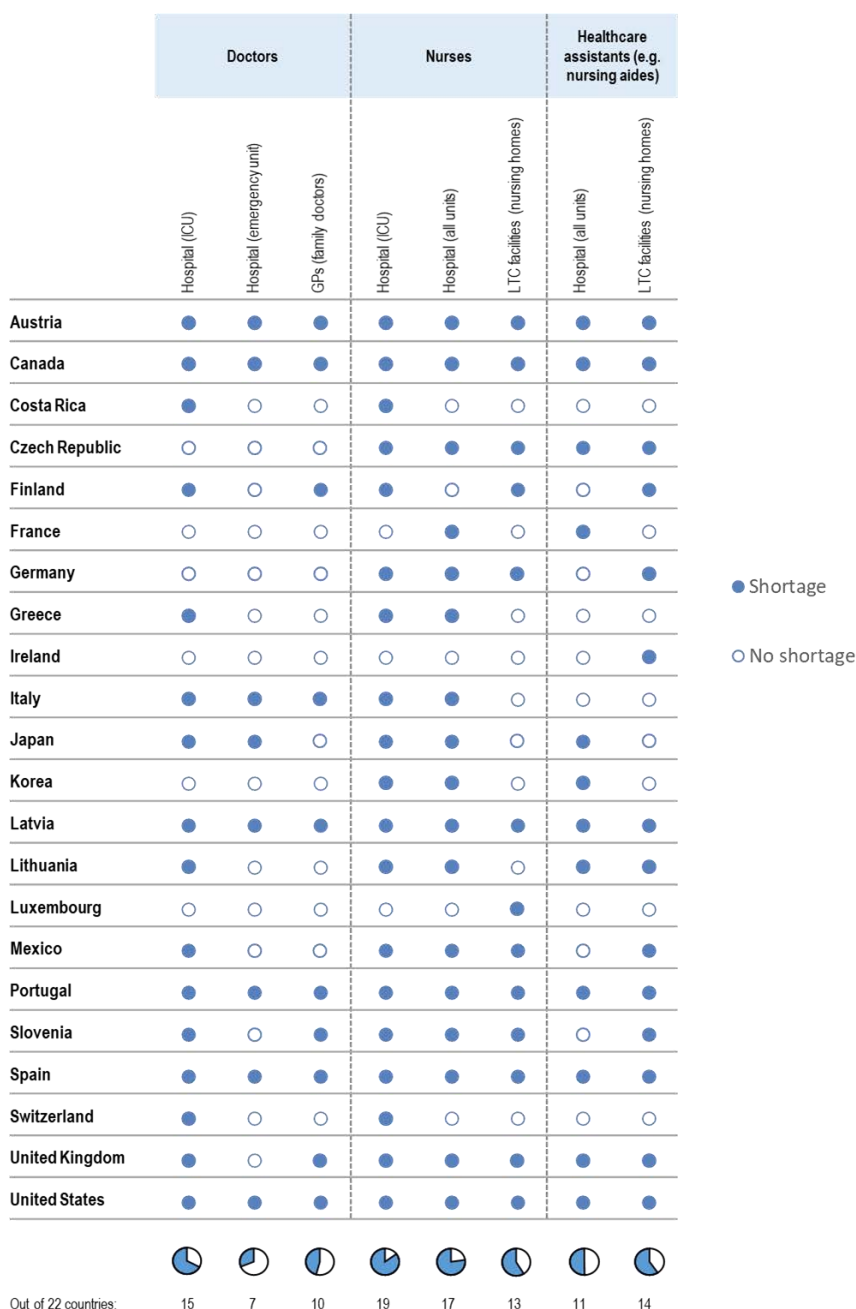 Doctors
Nurses
Healthcare
assistants (e.g.
nursing aides)
Hospital (ICU)
Hospital (emergency unit)
GPs (family doctors)
Hospital (ICU)
Hospital (all units)
LTC facilities (nursing homes)
Hospital (all units)
LTC facilities (nursing homes)
Austria
Canada
Costa Rica
Czech Republic
Finland
France
Germany
Greece
Ireland
Italy
Japan
Korea
Latvia
Lithuania
Luxembourg
Mexico
Portugal
Slovenia
Spain
Switzerland
United Kingdom
United States
Shortage
No shortage
Out of 22 countries: 15 7 10 19 17 13 11 14